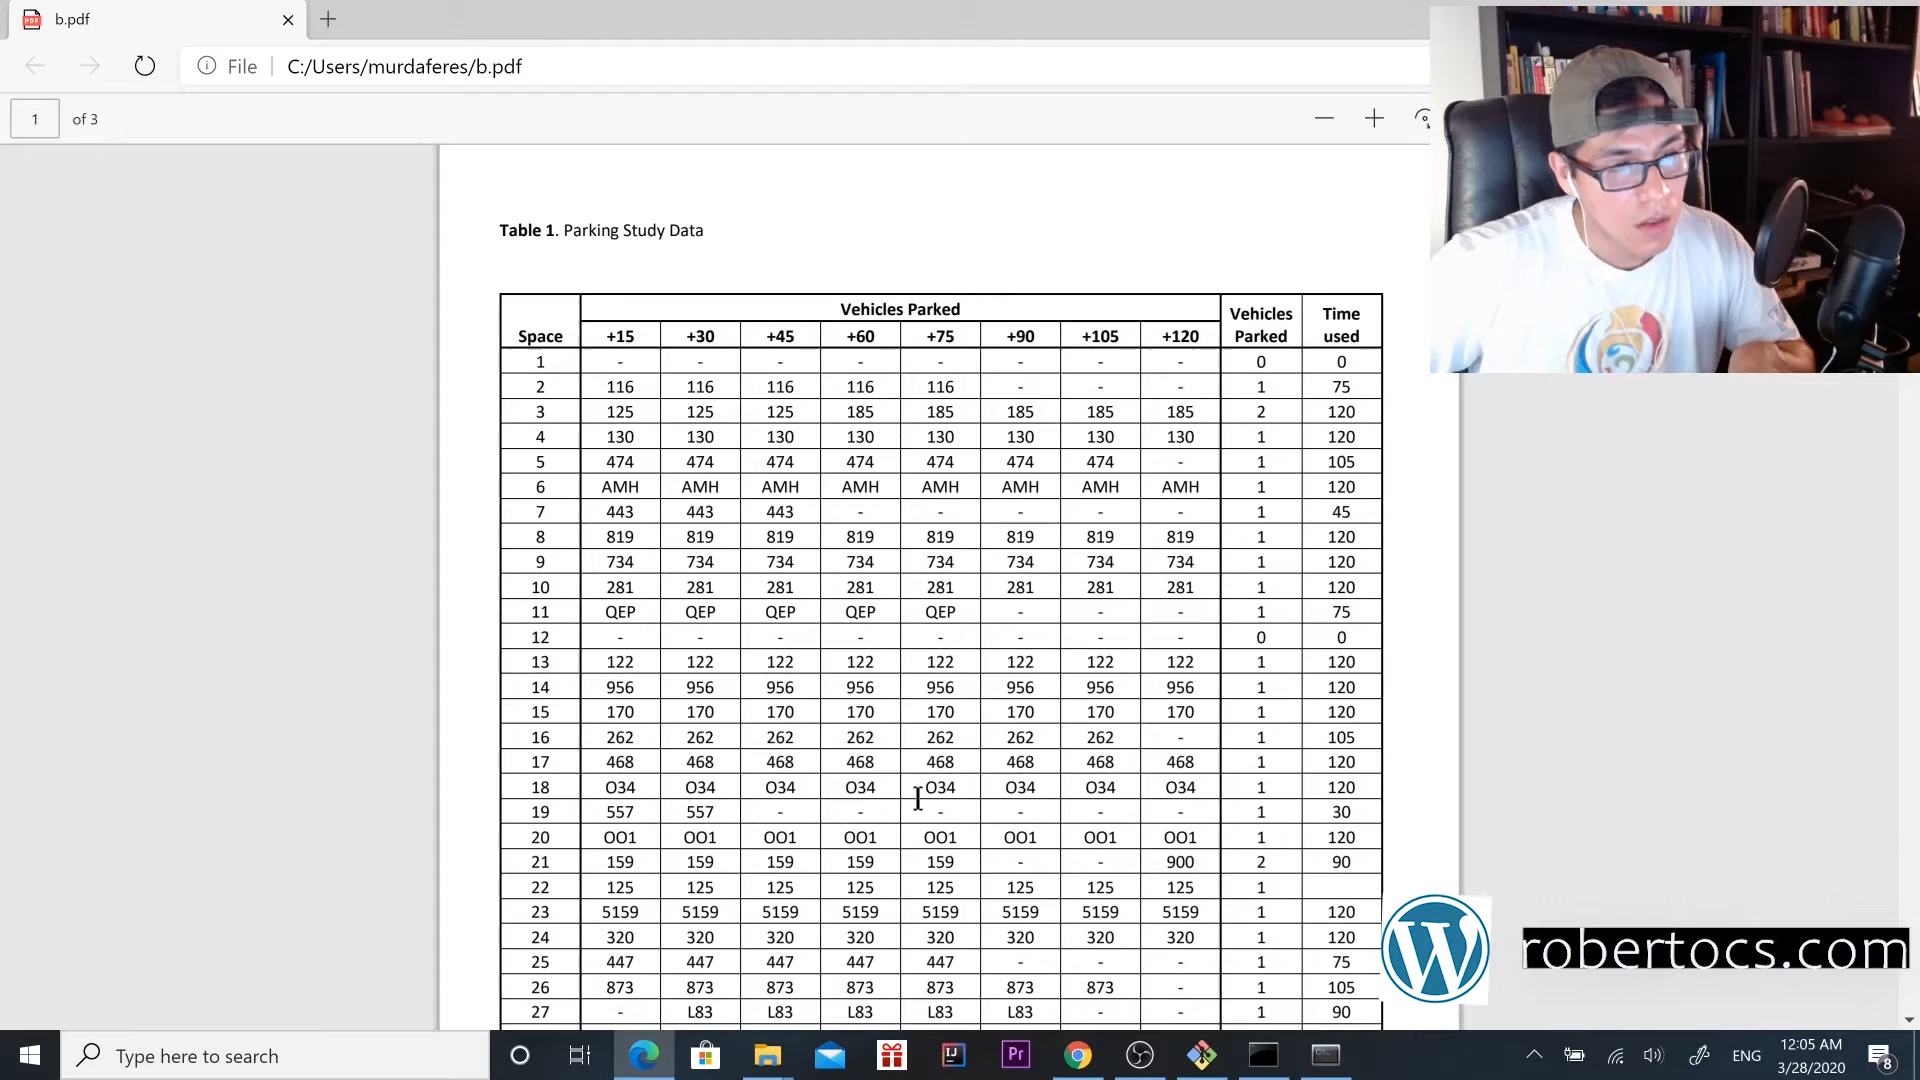 b.pdf
File C:/Users/murdaferes/b.pdf
1 of 3
Table 1. Parking Study Data
Vehicles Parked Vehicles Time
Space +15 +30 +45 +60 +75 +90 +105 +120 Parked used
1 - - - - - - - - 0 0
2 116 116 116 116 116 - - - 1 75
3 125 125 125 185 185 185 185 185 2 120
4 130 130 130 130 130 130 130 130 1 120
5 474 474 474 474 474 474 474 - 1 105
6 AMH AMH AMH AMH AMH AMH AMH AMH 1 120
7 443 443 443 - - - - - 1 45
8 819 819 819 819 819 819 819 819 1 120
9 734 734 734 734 734 734 734 734 1 120
10 281 281 281 281 281 281 281 281 1 120
11 QEP QEP QEP QEP QEP - - - 1 75
12 - - - - - - - - 0 0
13 122 122 122 122 122 122 122 122 1 120
14 956 956 956 956 956 956 956 956 1 120
15 170 170 170 170 170 170 170 170 1 120
16 262 262 262 262 262 262 262 - 1 105
17 468 468 468 468 468 468 468 468 1 120
18 O34 O34 O34 O34 O34 O34 O34 O34 1 120
19 557 557 - - - - - - 1 30
20 OO1 OO1 OO1 OO1 OO1 OO1 OO1 OO1 1 120
21 159 159 159 159 159 - - 900 2 90
22 125 125 125 125 125 125 125 125 1
23 5159 5159 5159 5159 5159 5159 5159 5159 1 120
24 320 320 320 320 320 320 320 320 1 120
25 447 447 447 447 447 - - - 1 75
26 873 873 873 873 873 873 873 - 1 105
27 - L83 L83 L83 L83 L83 - - 1 90
robertocs.com
Type here to search
ENG
12:05 AM
3/28/2020
8